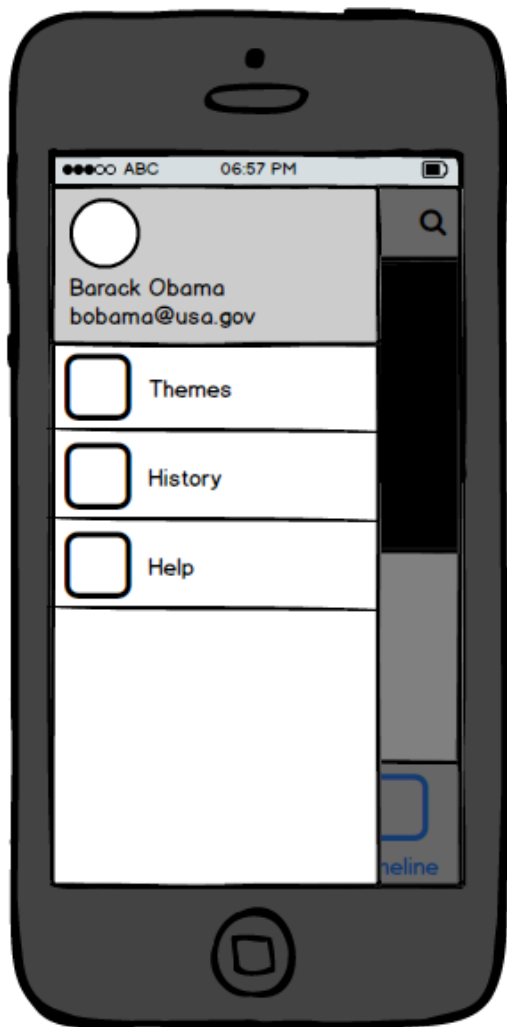 ABC 06:57 PM
Barack Obama
bobama@usa.gov
Themes
History
Help
neline